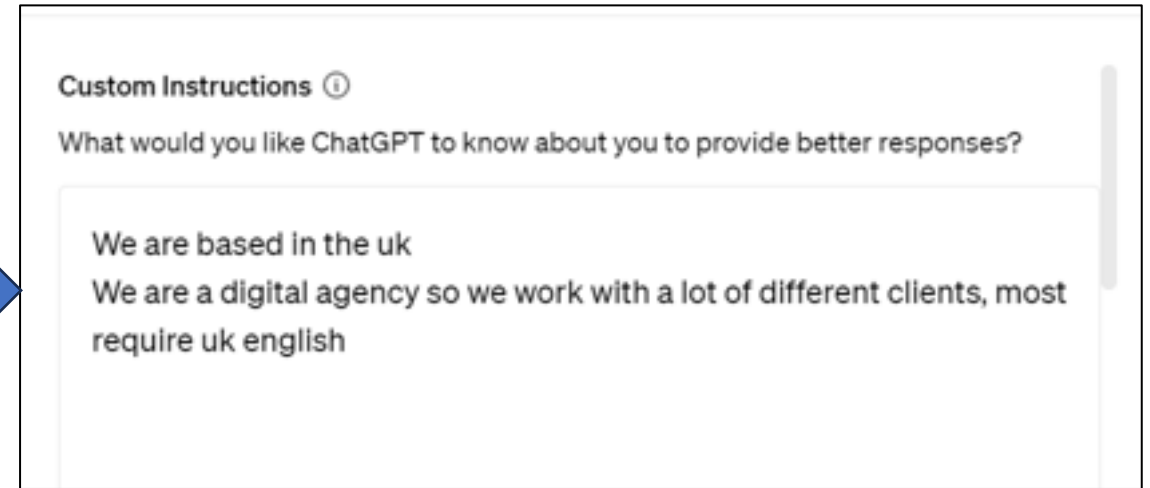 Custom Instructions ⓘ
What would you like ChatGPT to know about you to provide better responses?
We are based in the uk
We are a digital agency so we work with a lot of different clients, most
require uk english